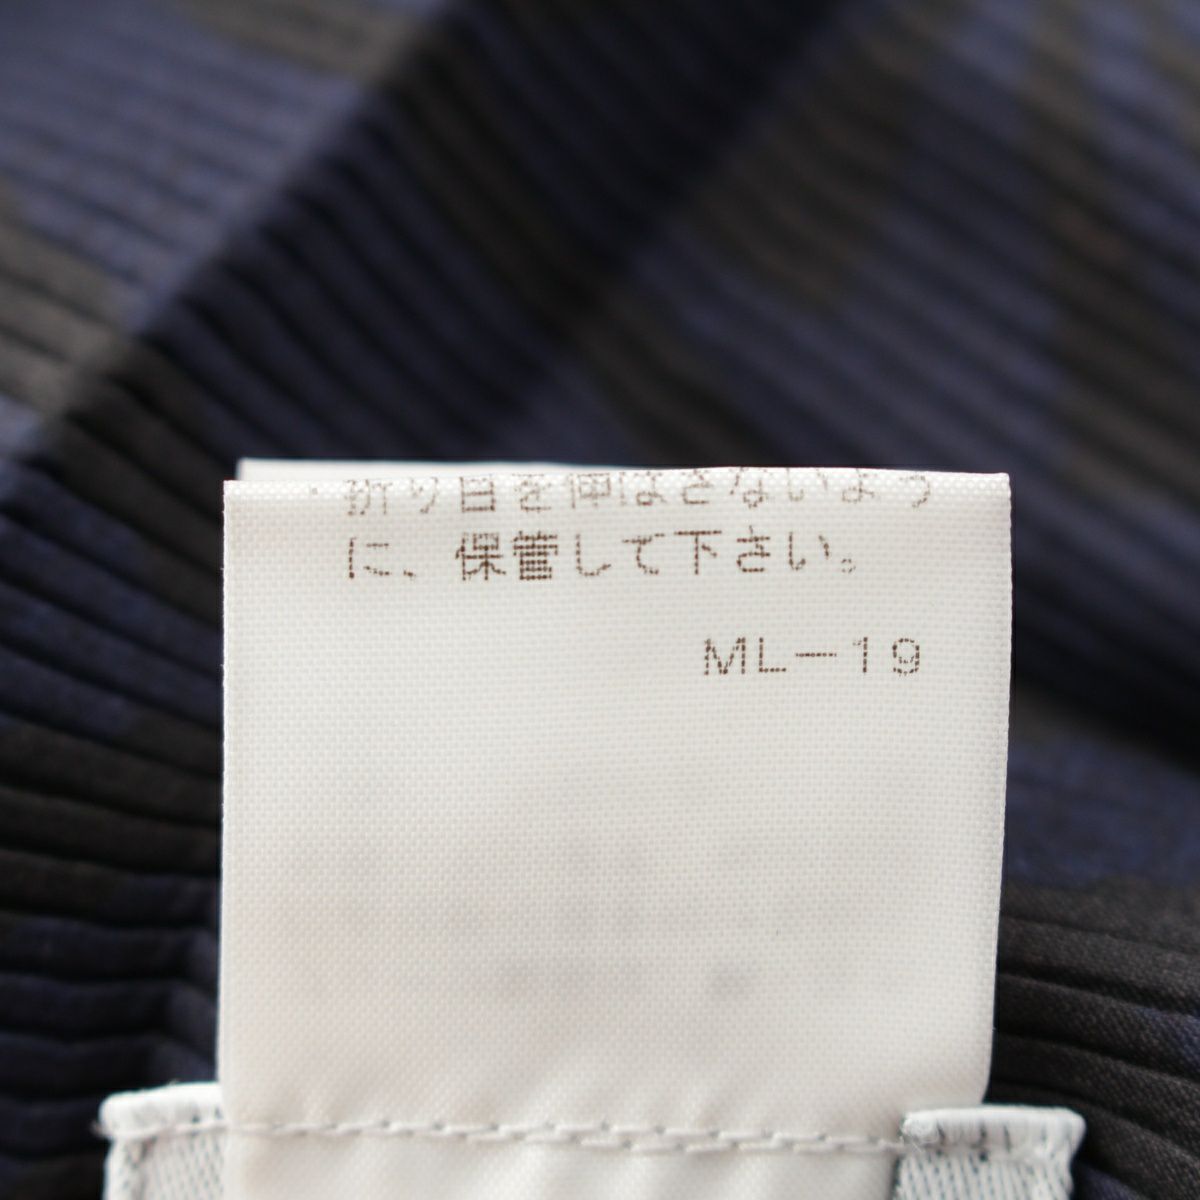 ・折り目を伸ばさないよう
に、保管して下さい。
ML−19